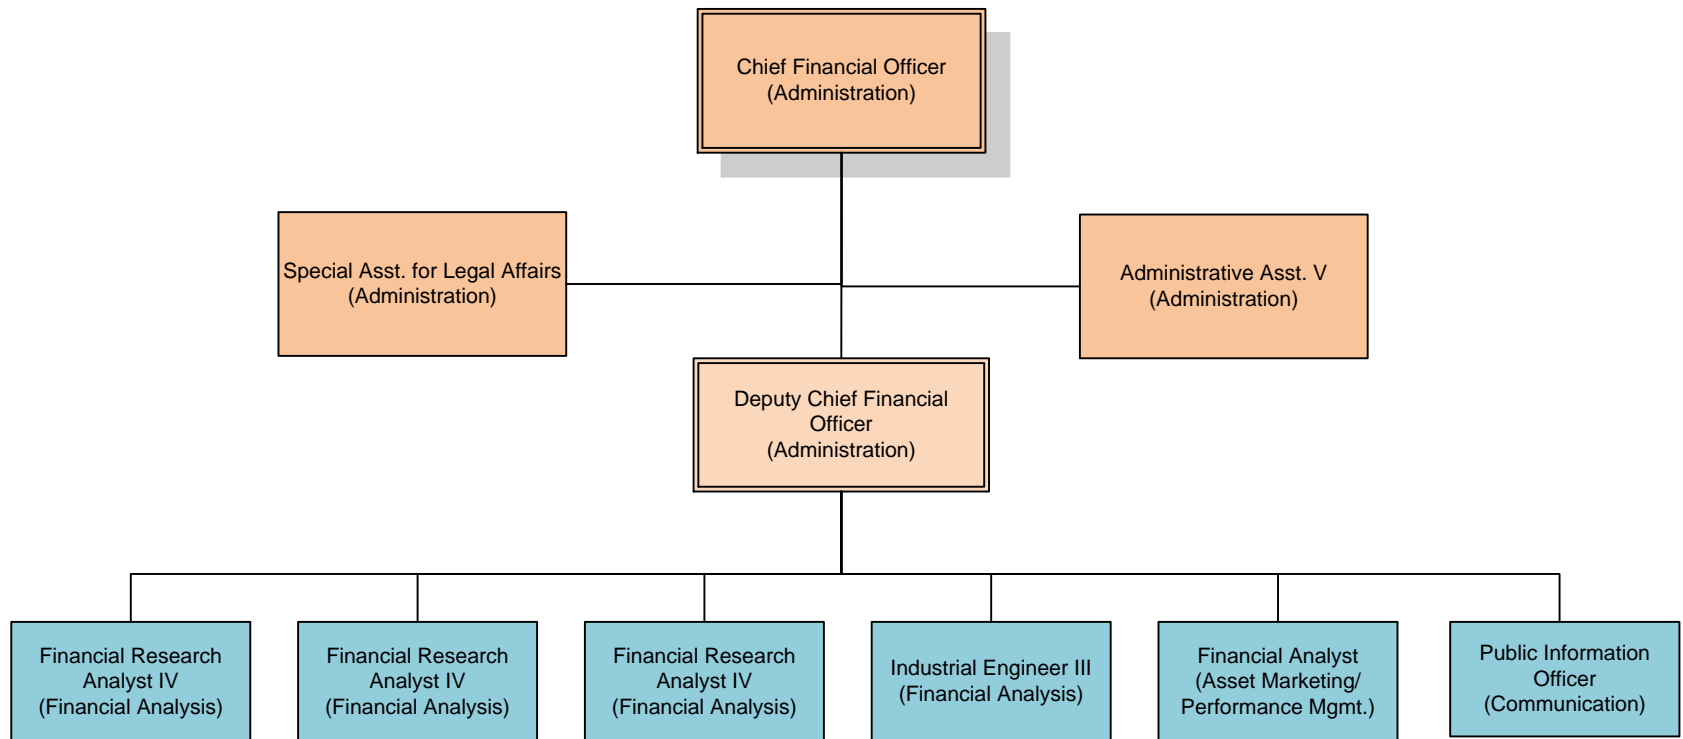 Chief Financial Officer
(Administration)
Special Asst. for Legal Affairs
(Administration)
Administrative Asst. V
(Administration)
Deputy Chief Financial
Officer
(Administration)
Financial Research
Analyst IV
(Financial Analysis)
Financial Research
Analyst IV
(Financial Analysis)
Financial Research
Analyst IV
(Financial Analysis)
Industrial Engineer III
(Financial Analysis)
Financial Analyst
(Asset Marketing/
Performance Mgmt.)
Public Information
Officer
(Communication)